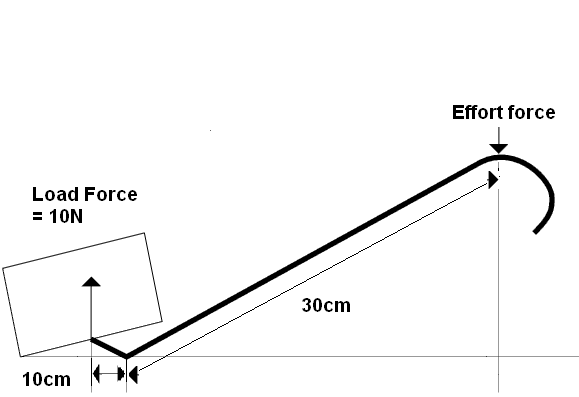 Effort force
Load Force
= 10N
30cm
10cm